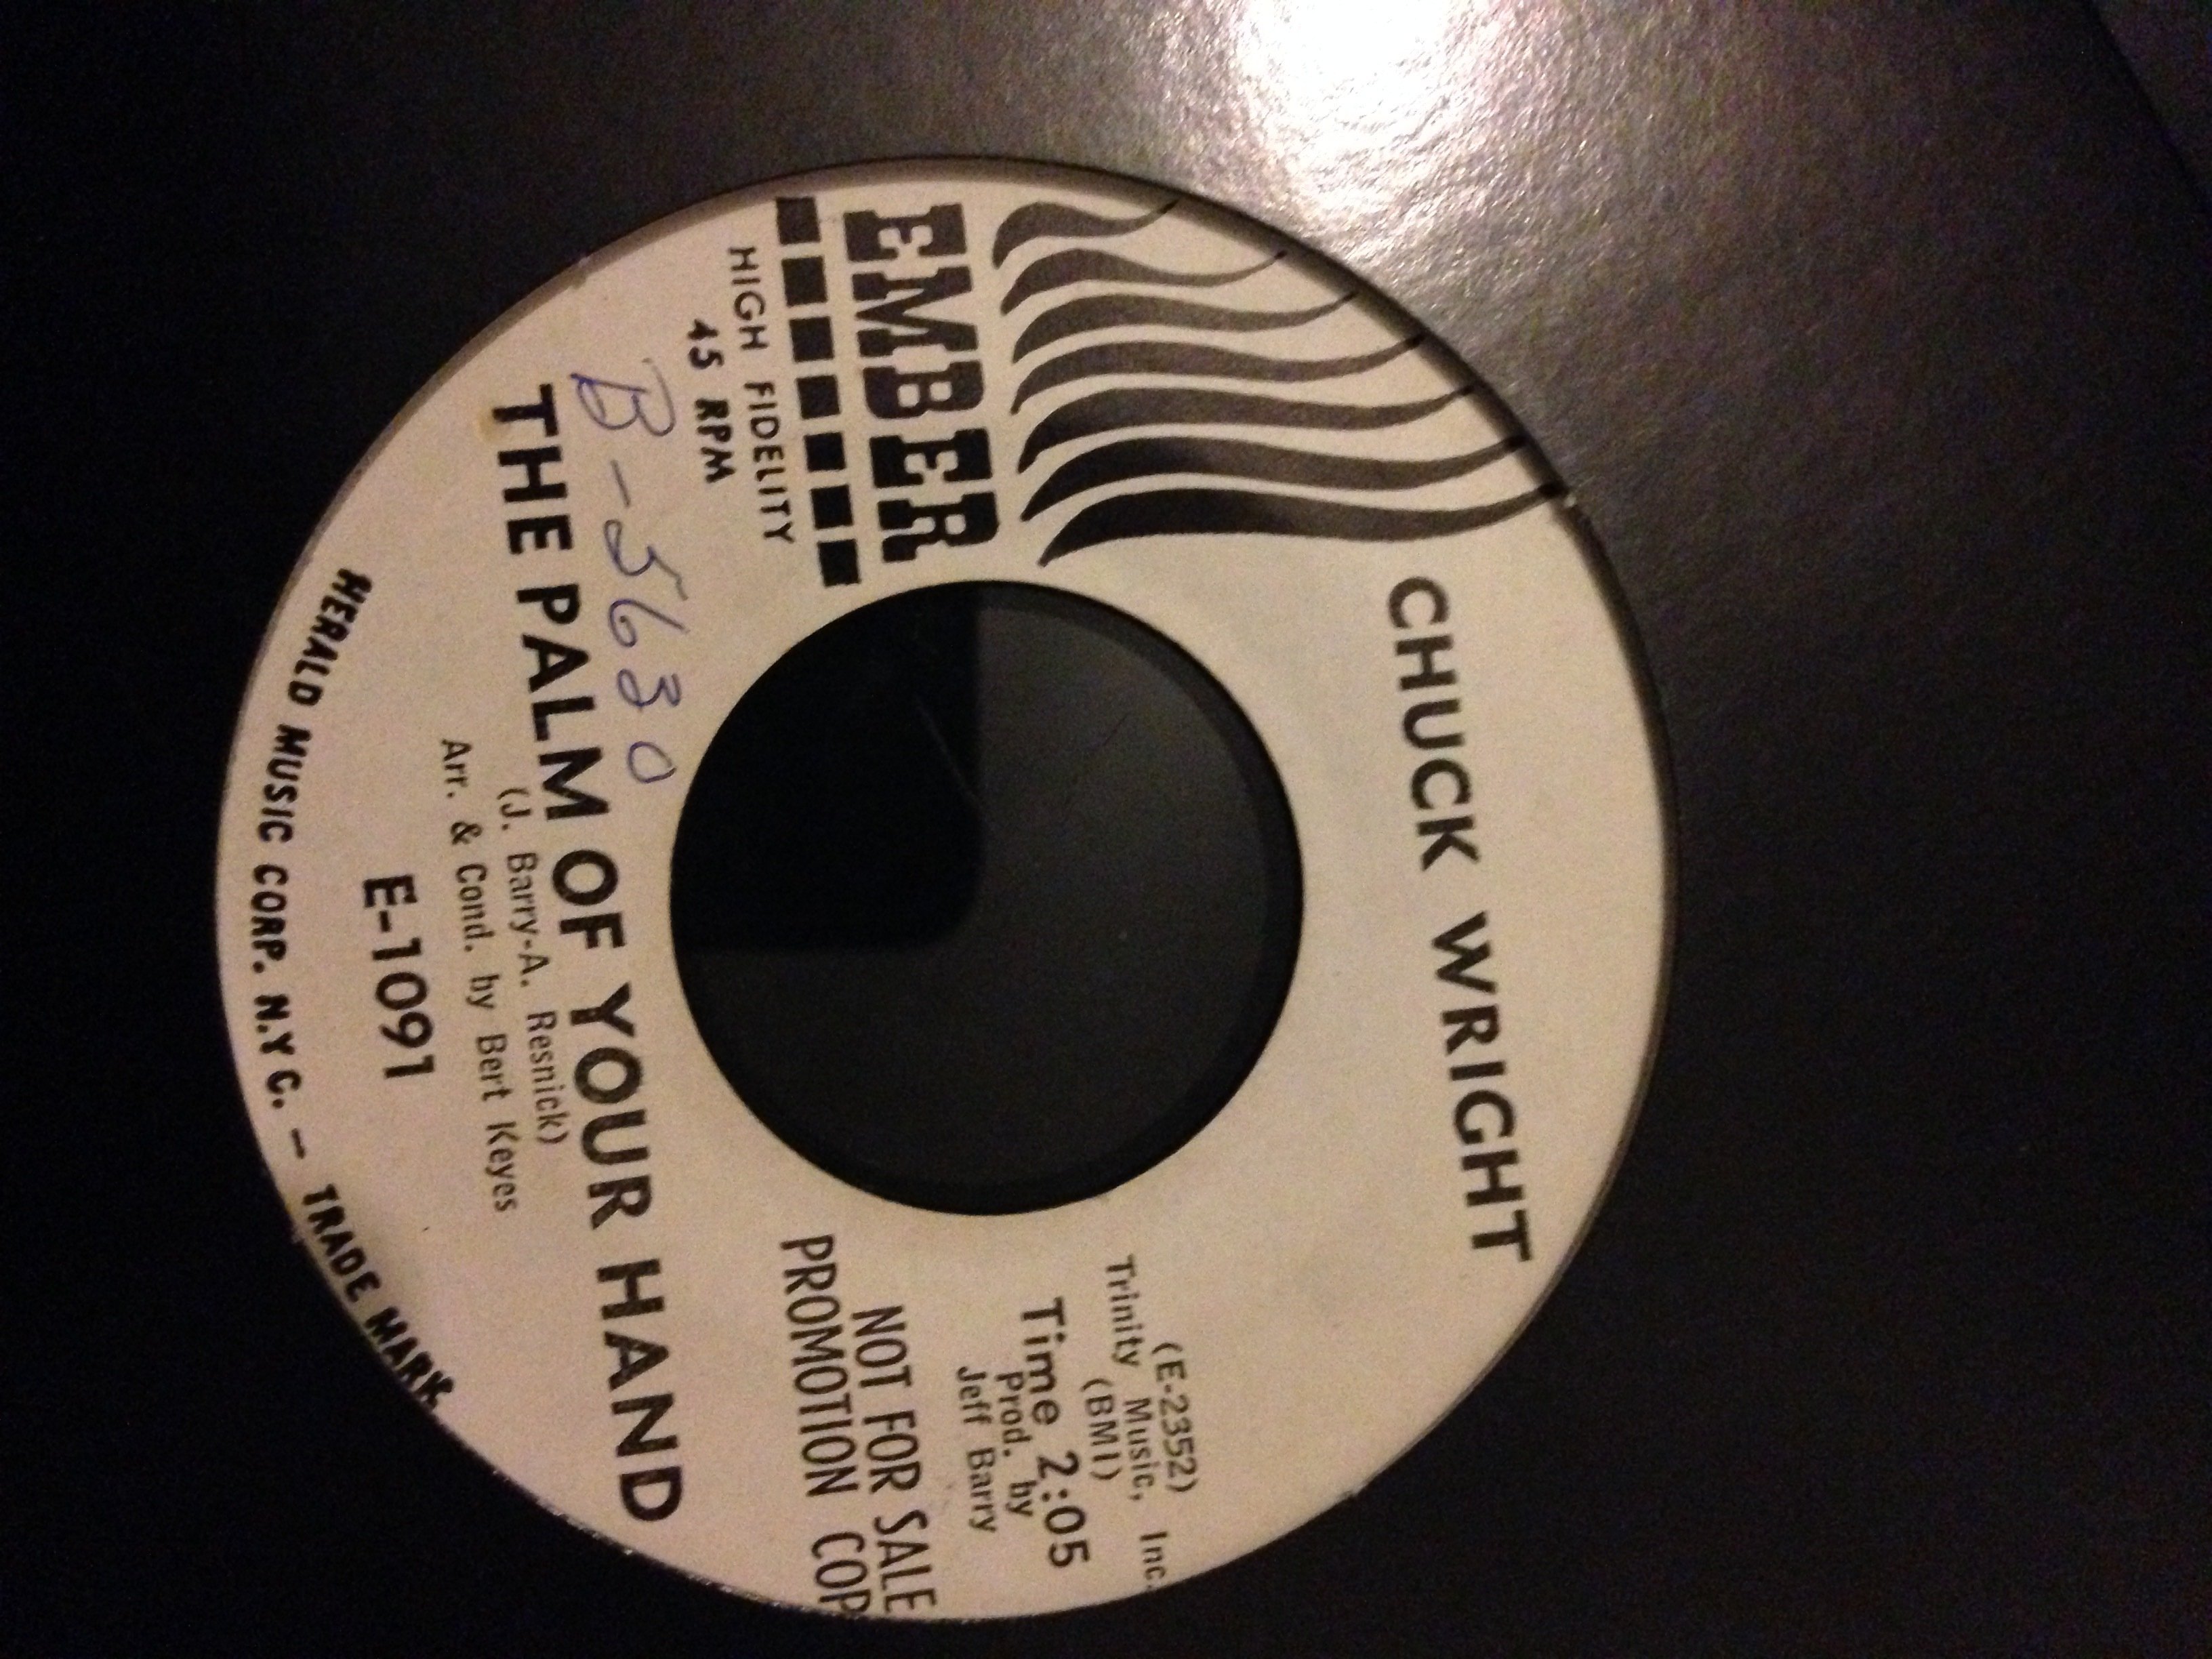 CHUCK WRIGHT
EMBER
HIGH FIDELITY
45 RPM
(E-2352)
Trinity Music, Inc.
(BMI)
Time 2:05
Prod. by
Jeff Barry
NOT FOR SALE
PROMOTION COP
B-5630
THE PALM OF YOUR HAND
(J. Barry-A. Resnick)
Arr. & Cond. by Bert Keyes
E-1091
HERALD MUSIC CORP. N.Y C. — TRADE MARK